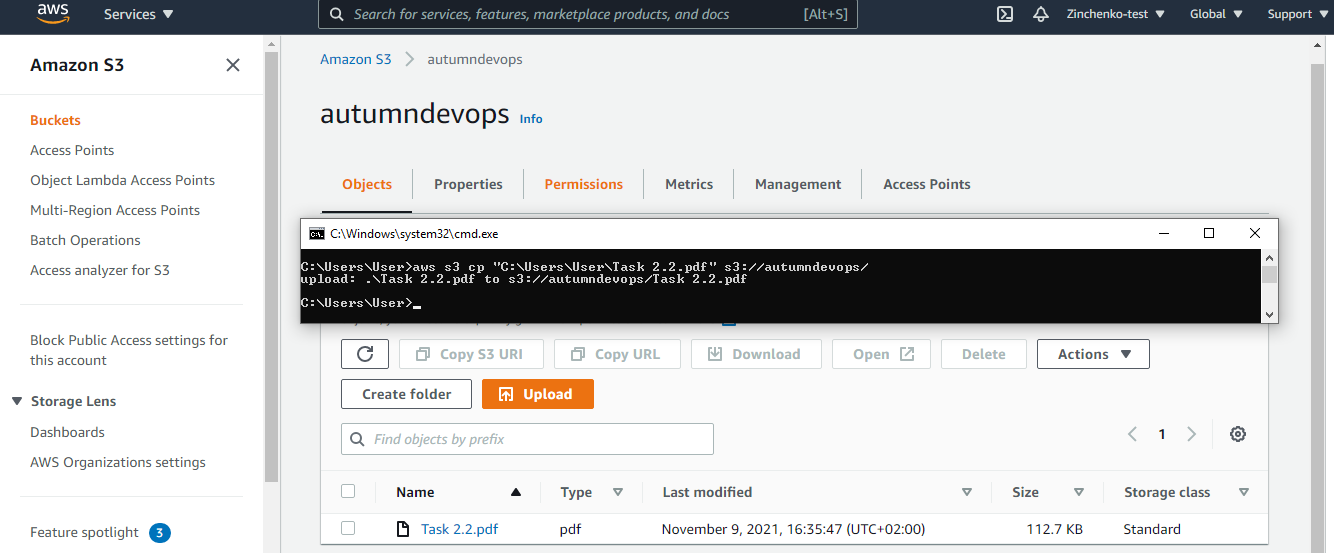 aws Services Search for services, features, marketplace products, and docs [Alt+S] Zinchenko-test Global Support
Amazon S3
Buckets
Access Points
Object Lambda Access Points
Multi-Region Access Points
Batch Operations
Access analyzer for S3
Block Public Access settings for
this account
Storage Lens
Dashboards
AWS Organizations settings
Feature spotlight 3
Amazon S3 > autumndevops
autumndevops Info
Objects Properties Permissions Metrics Management Access Points
C:\Windows\system32\cmd.exe
C:\Users\User>aws s3 cp "C:\Users\User\Task 2.2.pdf" s3://autumndevops/
upload: .\Task 2.2.pdf to s3://autumndevops/Task 2.2.pdf
C:\Users\User>_
Copy S3 URI Copy URL Download Open Delete Actions
Create folder Upload
Find objects by prefix 1
Name Type Last modified Size Storage class
Task 2.2.pdf pdf November 9, 2021, 16:35:47 (UTC+02:00) 112.7 KB Standard